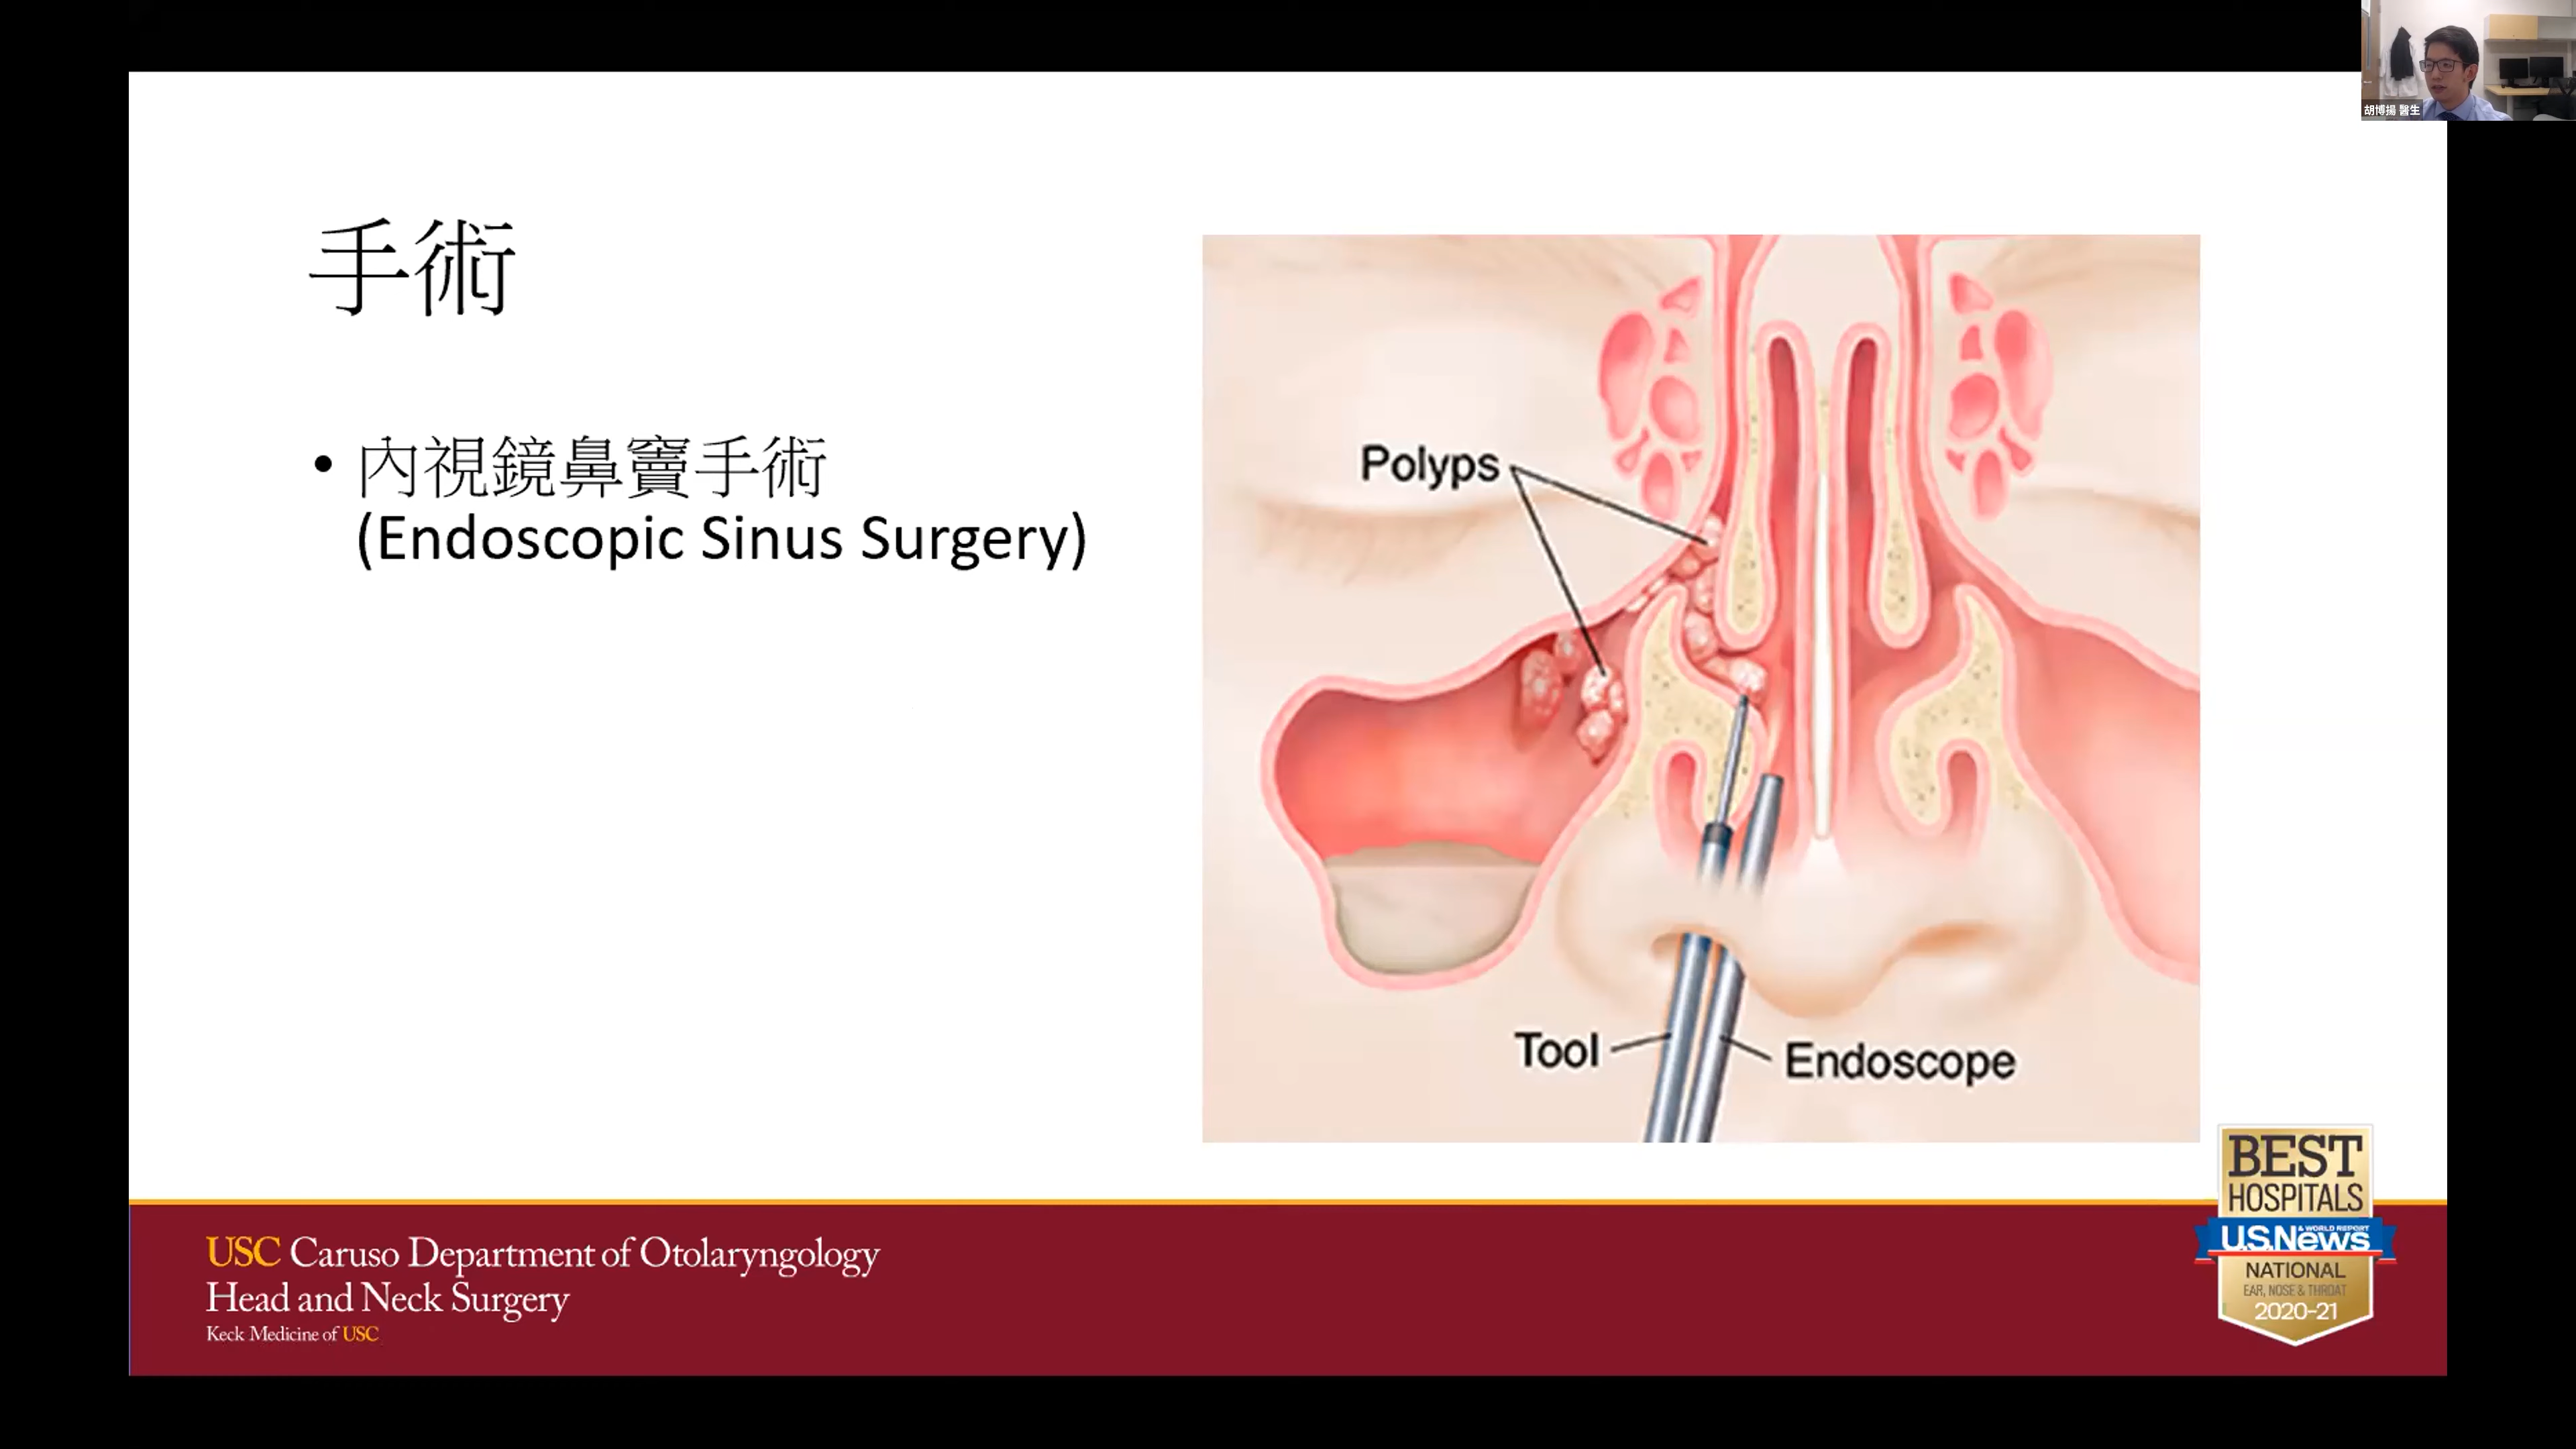 胡博揚 醫生
手術
• 內視鏡鼻竇手術
(Endoscopic Sinus Surgery)
Polyps
Tool
Endoscope
USC Caruso Department of Otolaryngology
Head and Neck Surgery
Keck Medicine of USC
BEST
HOSPITALS
U.S.News
& WORLD REPORT
NATIONAL
EAR, NOSE & THROAT
2020-21